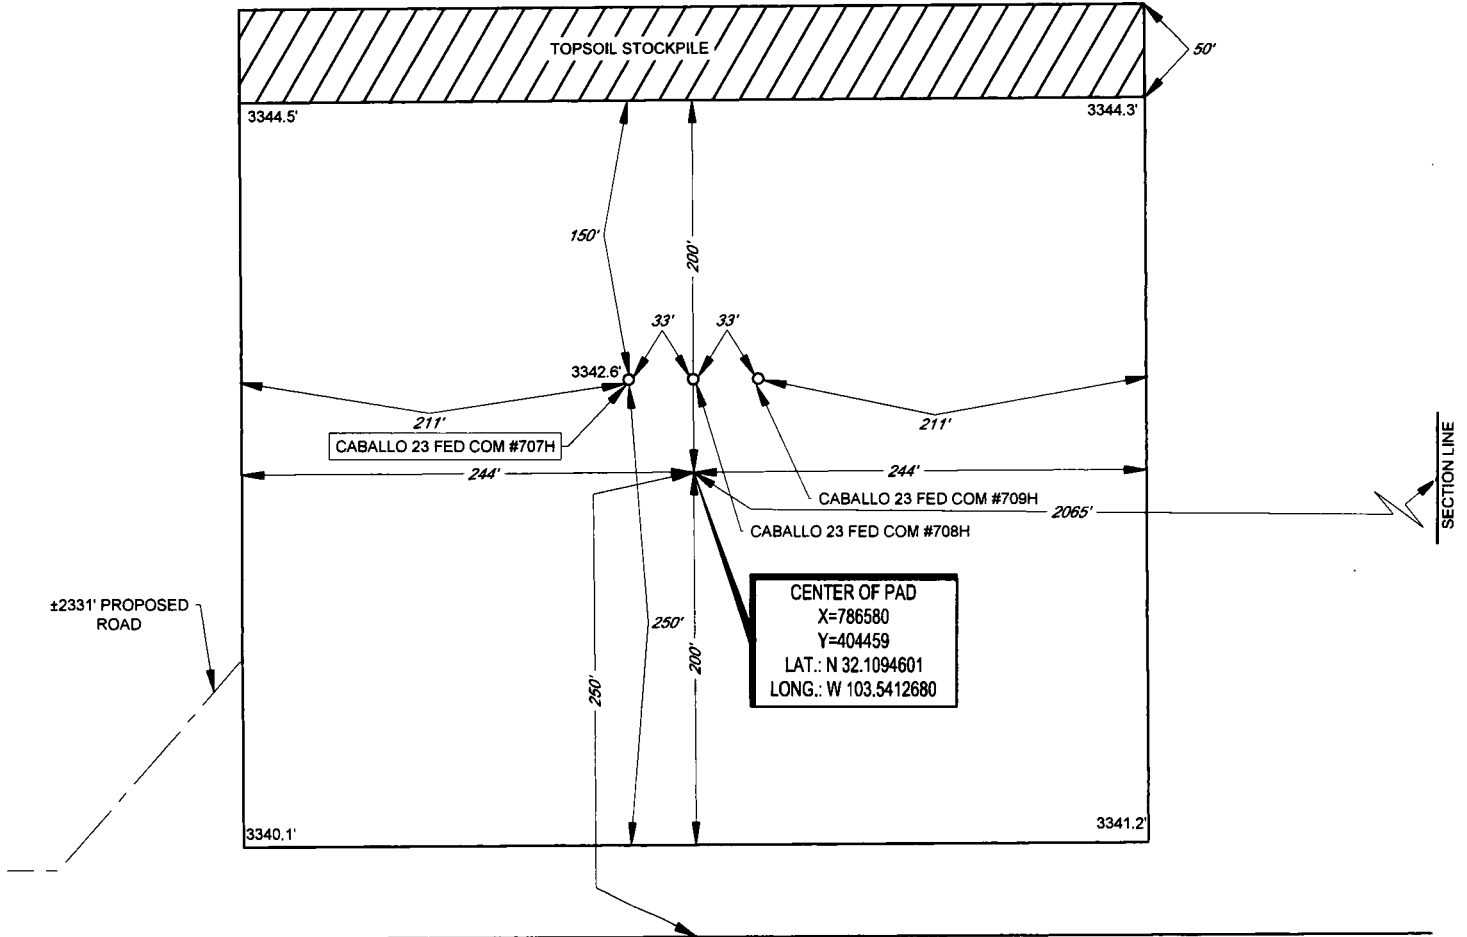 TOPSOIL STOCKPILE
50'
3344.5'
3344.3'
150'
200'
33'
33'
3342.6'
211'
211'
CABALLO 23 FED COM #707H
244'
244'
CABALLO 23 FED COM #709H
2065'
SECTION LINE
CABALLO 23 FED COM #708H
CENTER OF PAD
X=786580
Y=404459
LAT.: N 32.1094601
LONG.: W 103.5412680
±2331' PROPOSED
ROAD
250'
200'
250'
3340.1'
3341.2'